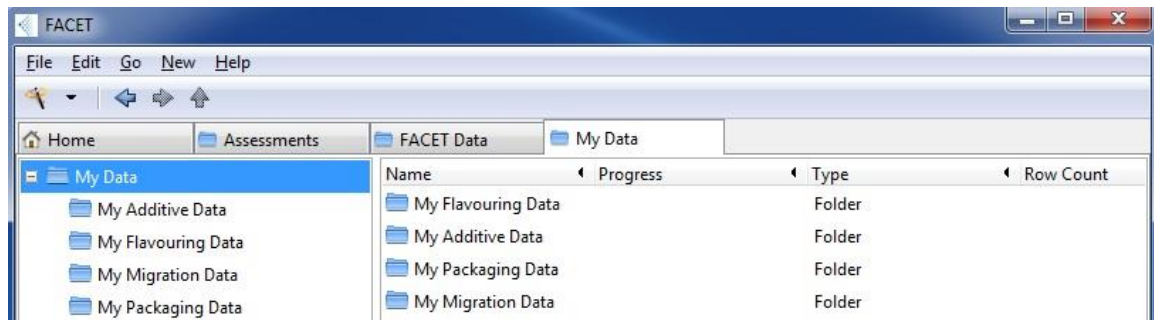 FACET
File Edit Go New Help
Home Assessments FACET Data My Data
My Data
My Additive Data
My Flavouring Data
My Migration Data
My Packaging Data
Name Progress Type Row Count
My Flavouring Data Folder
My Additive Data Folder
My Packaging Data Folder
My Migration Data Folder